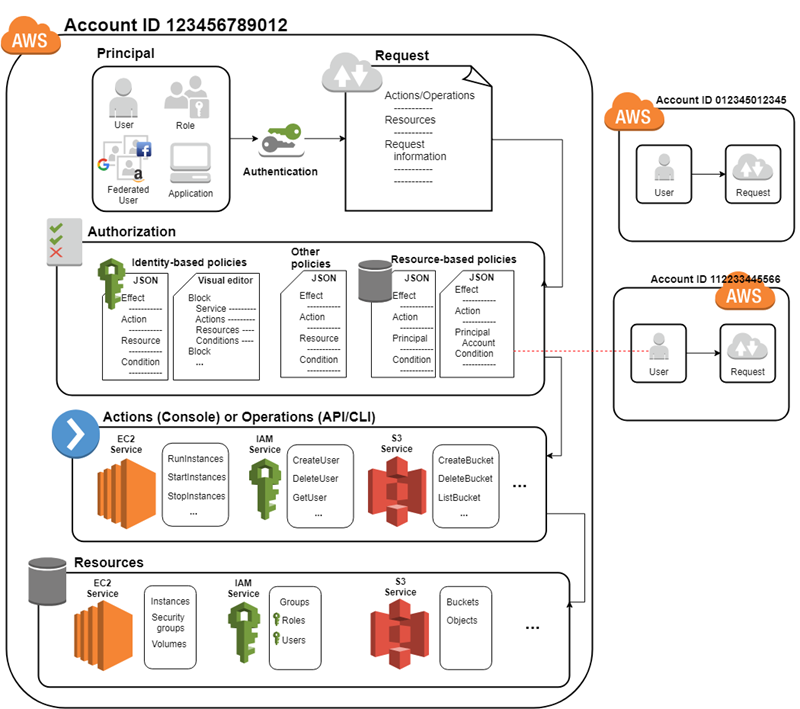 AWS
Account ID 123456789012
Principal
User
Role
Federated
User
Application
G
f
a
Authentication
Request
Actions/Operations
-----------
Resources
-----------
Request
information
-----------
-----------
AWS
Account ID 012345012345
User
Request
Account ID 112233445566
AWS
User
Request
Authorization
Identity-based policies
JSON
Effect
-----------
Action
-----------
Resource
-----------
Condition
-----------
Visual editor
Block
Service ---------
Actions ---------
Resources ----
Conditions ----
Block
...
Other
policies
JSON
Effect
-----------
Action
-----------
Resource
-----------
Condition
-----------
Resource-based policies
JSON
Effect
-----------
Action
-----------
Principal
-----------
Condition
-----------
JSON
Effect
-----------
Action
-----------
Principal
Account
Condition
-----------
Actions (Console) or Operations (API/CLI)
EC2
Service
RunInstances
StartInstances
StopInstances
...
IAM
Service
CreateUser
DeleteUser
GetUser
...
S3
Service
CreateBucket
DeleteBucket
ListBucket
...
...
Resources
EC2
Service
Instances
Security
groups
Volumes
IAM
Service
Groups
Roles
Users
S3
Service
Buckets
Objects
...